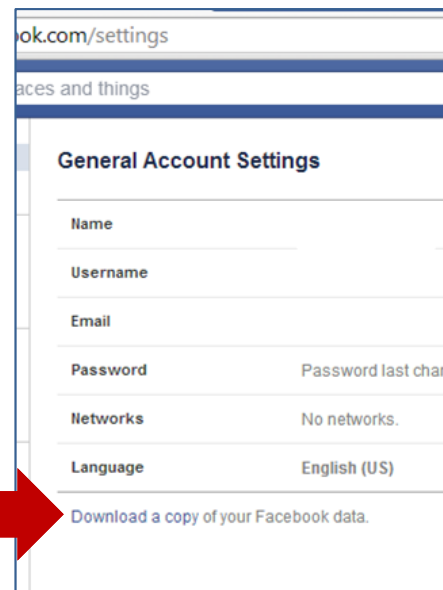 ok.com/settings
aces and things
General Account Settings
Name
Username
Email
Password Password last char
Networks No networks.
Language English (US)
Download a copy of your Facebook data.